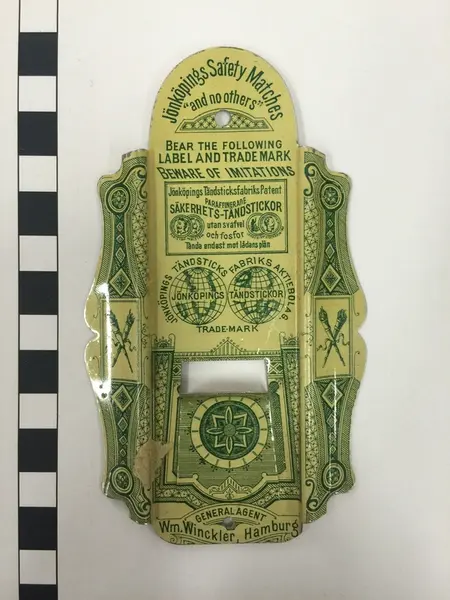 Jönköpings Safety Matches
"and no others"
BEAR THE FOLLOWING
LABEL AND TRADE MARK
BEWARE OF IMITATIONS
Jönköpings Tändsticksfabriks Patent
PARAFFINERADE
SÄKERHETS-TÄNDSTICKOR
utan svafvel
och fosfor
Tända endast mot lådans plån
JÖNKÖPINGS TÄNDSTICKS FABRIKS AKTIEBOLAG
JÖNKÖPINGS TÄNDSTICKOR
TRADE-MARK
GENERALAGENT
Wm. Winckler, Hamburg